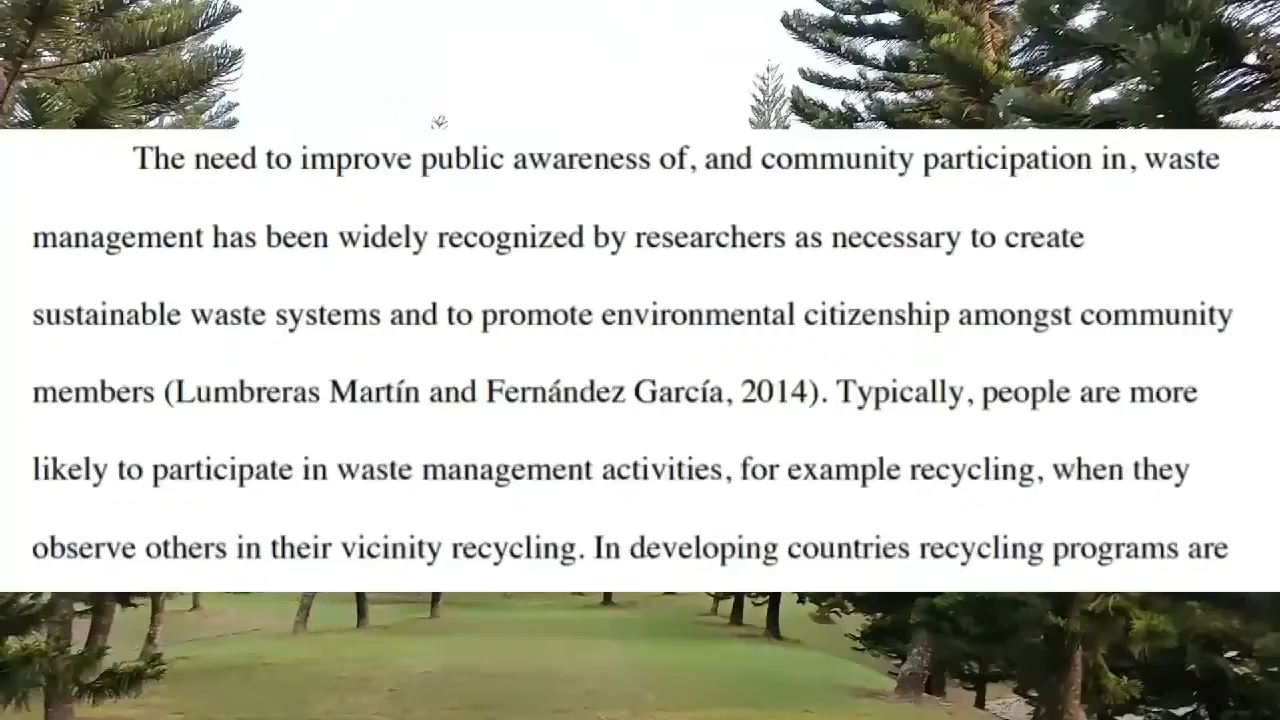 The need to improve public awareness of, and community participation in, waste
management has been widely recognized by researchers as necessary to create
sustainable waste systems and to promote environmental citizenship amongst community
members (Lumbreras Martín and Fernández García, 2014). Typically, people are more
likely to participate in waste management activities, for example recycling, when they
observe others in their vicinity recycling. In developing countries recycling programs are